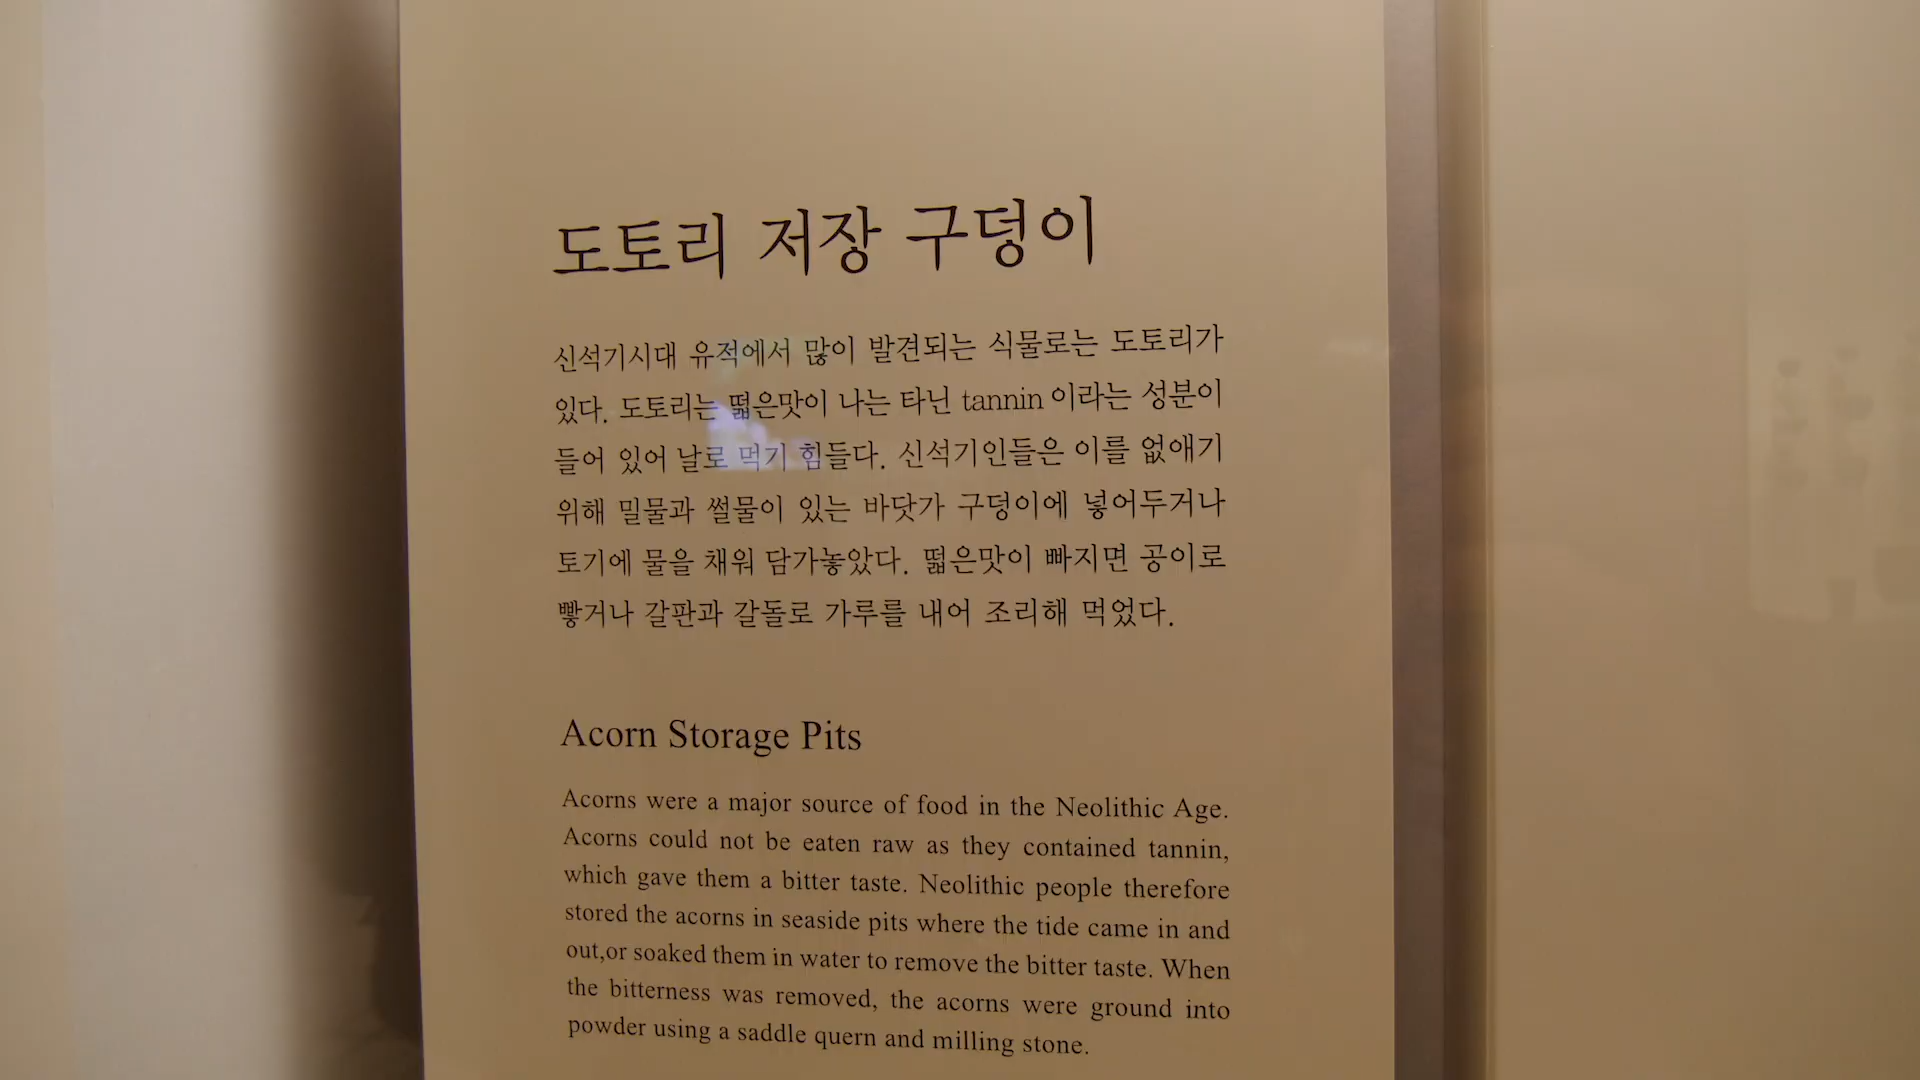 도토리 저장 구덩이
신석기시대 유적에서 많이 발견되는 식물로는 도토리가
있다. 도토리는 떫은맛이 나는 타닌 tannin 이라는 성분이
들어 있어 날로 먹기 힘들다. 신석기인들은 이를 없애기
위해 밀물과 썰물이 있는 바닷가 구덩이에 넣어두거나
토기에 물을 채워 담가놓았다. 떫은맛이 빠지면 공이로
빻거나 갈판과 갈돌로 가루를 내어 조리해 먹었다.
Acorn Storage Pits
Acorns were a major source of food in the Neolithic Age.
Acorns could not be eaten raw as they contained tannin,
which gave them a bitter taste. Neolithic people therefore
stored the acorns in seaside pits where the tide came in and
out,or soaked them in water to remove the bitter taste. When
the bitterness was removed, the acorns were ground into
powder using a saddle quern and milling stone.